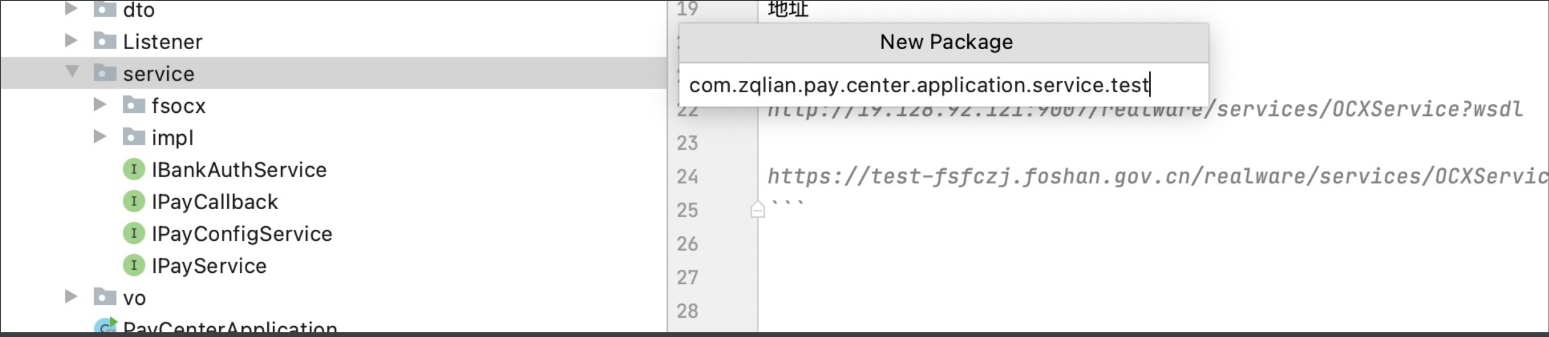 dto
Listener
service
fsocx
impl
IBankAuthService
IPayCallback
IPayConfigService
IPayService
vo
PayCenterApplication
New Package
com.zqlian.pay.center.application.service.test
19 地址
22 http://19.128.92.121:9007/realware/services/OCXService?wsdl
23
24 https://test-fsfczj.foshan.gov.cn/realware/services/OCXServic
25 ```
26
27
28